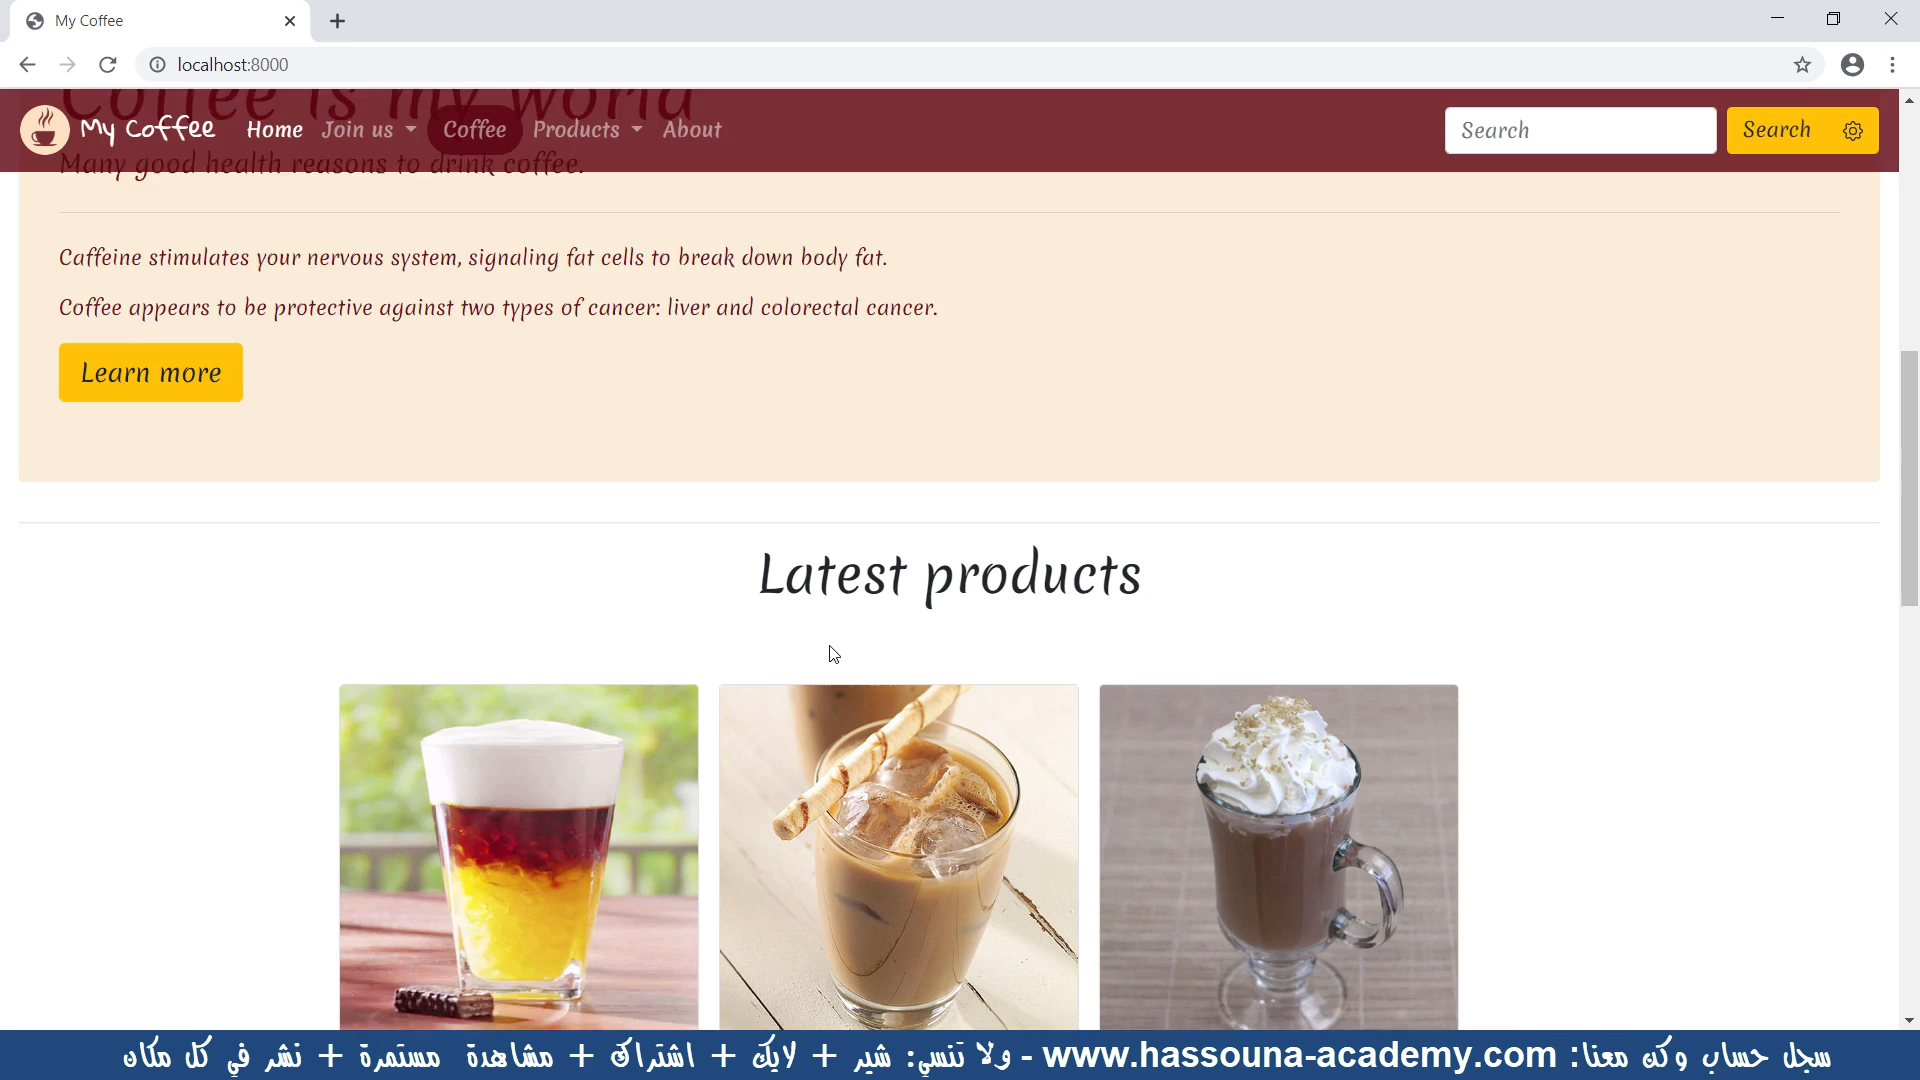 My Coffee
localhost:8000
Coffee is my world
My Coffee Home Join us Coffee Products About Search Search
Many good health reasons to drink coffee.
Caffeine stimulates your nervous system, signaling fat cells to break down body fat.
Coffee appears to be protective against two types of cancer: liver and colorectal cancer.
Learn more
Latest products
سجل حساب وكن معنا: www.hassouna-academy.com - ولا تنسى: شير + لايك + اشتراك + مشاهدة مستمرة + نشر في كل مكان